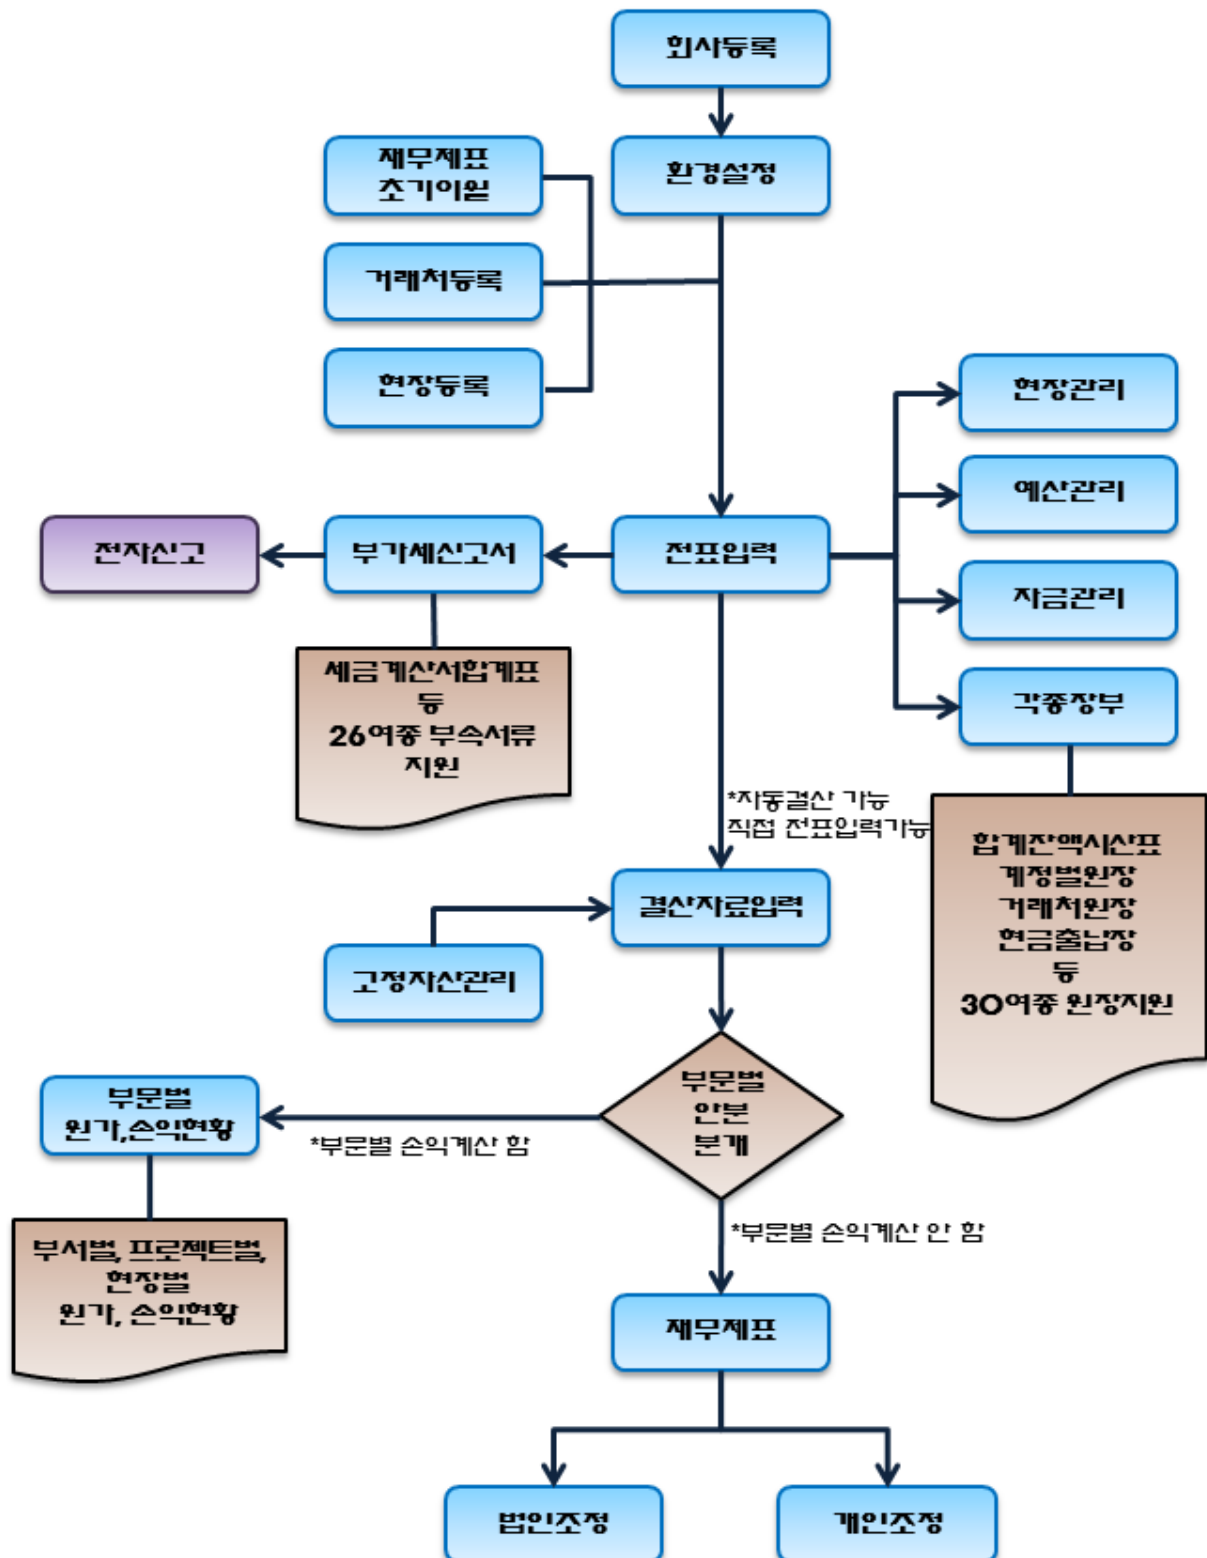 회사등록
환경설정
재무제표
초기이월
거래처등록
현장등록
현장관리
예산관리
자금관리
각종장부
전자신고
부가세신고서
전표입력
세금계산서합계표
등
26여종 부속서류
지원
*자동결산 가능
직접 전표입력가능
합계잔액시산표
계정별원장
거래처원장
현금출납장
등
30여종 원장지원
결산자료입력
고정자산관리
부문별
안분
분개
부문별
원가,손익현황
*부문별 손익계산 함
*부문별 손익계산 안 함
부서별, 프로젝트별,
현장별
원가, 손익현황
재무제표
법인조정
개인조정